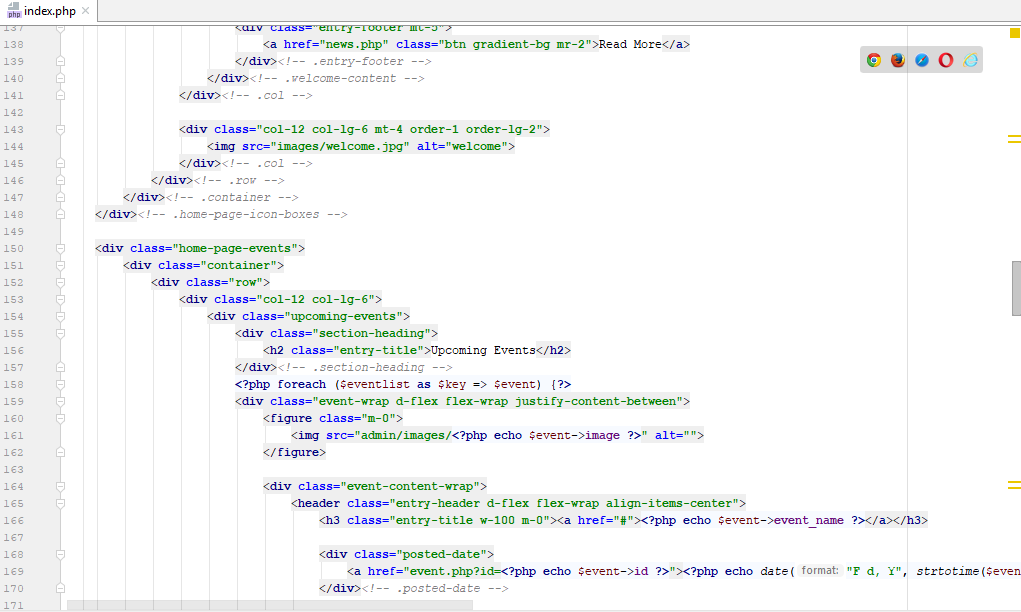 index.php
137 <div class="entry-footer mt-5">
138 <a href="news.php" class="btn gradient-bg mr-2">Read More</a>
139 </div><!-- .entry-footer -->
140 </div><!-- .welcome-content -->
141 </div><!-- .col -->
142
143 <div class="col-12 col-lg-6 mt-4 order-1 order-lg-2">
144 <img src="images/welcome.jpg" alt="welcome">
145 </div><!-- .col -->
146 </div><!-- .row -->
147 </div><!-- .container -->
148 </div><!-- .home-page-icon-boxes -->
149
150 <div class="home-page-events">
151 <div class="container">
152 <div class="row">
153 <div class="col-12 col-lg-6">
154 <div class="upcoming-events">
155 <div class="section-heading">
156 <h2 class="entry-title">Upcoming Events</h2>
157 </div><!-- .section-heading -->
158 <?php foreach ($eventlist as $key => $event) {?>
159 <div class="event-wrap d-flex flex-wrap justify-content-between">
160 <figure class="m-0">
161 <img src="admin/images/<?php echo $event->image ?>" alt="">
162 </figure>
163
164 <div class="event-content-wrap">
165 <header class="entry-header d-flex flex-wrap align-items-center">
166 <h3 class="entry-title w-100 m-0"><a href="#"><?php echo $event->event_name ?></a></h3>
167
168 <div class="posted-date">
169 <a href="event.php?id=<?php echo $event->id ?>"><?php echo date( format: "F d, Y", strtotime($even
170 </div><!-- .posted-date -->
171